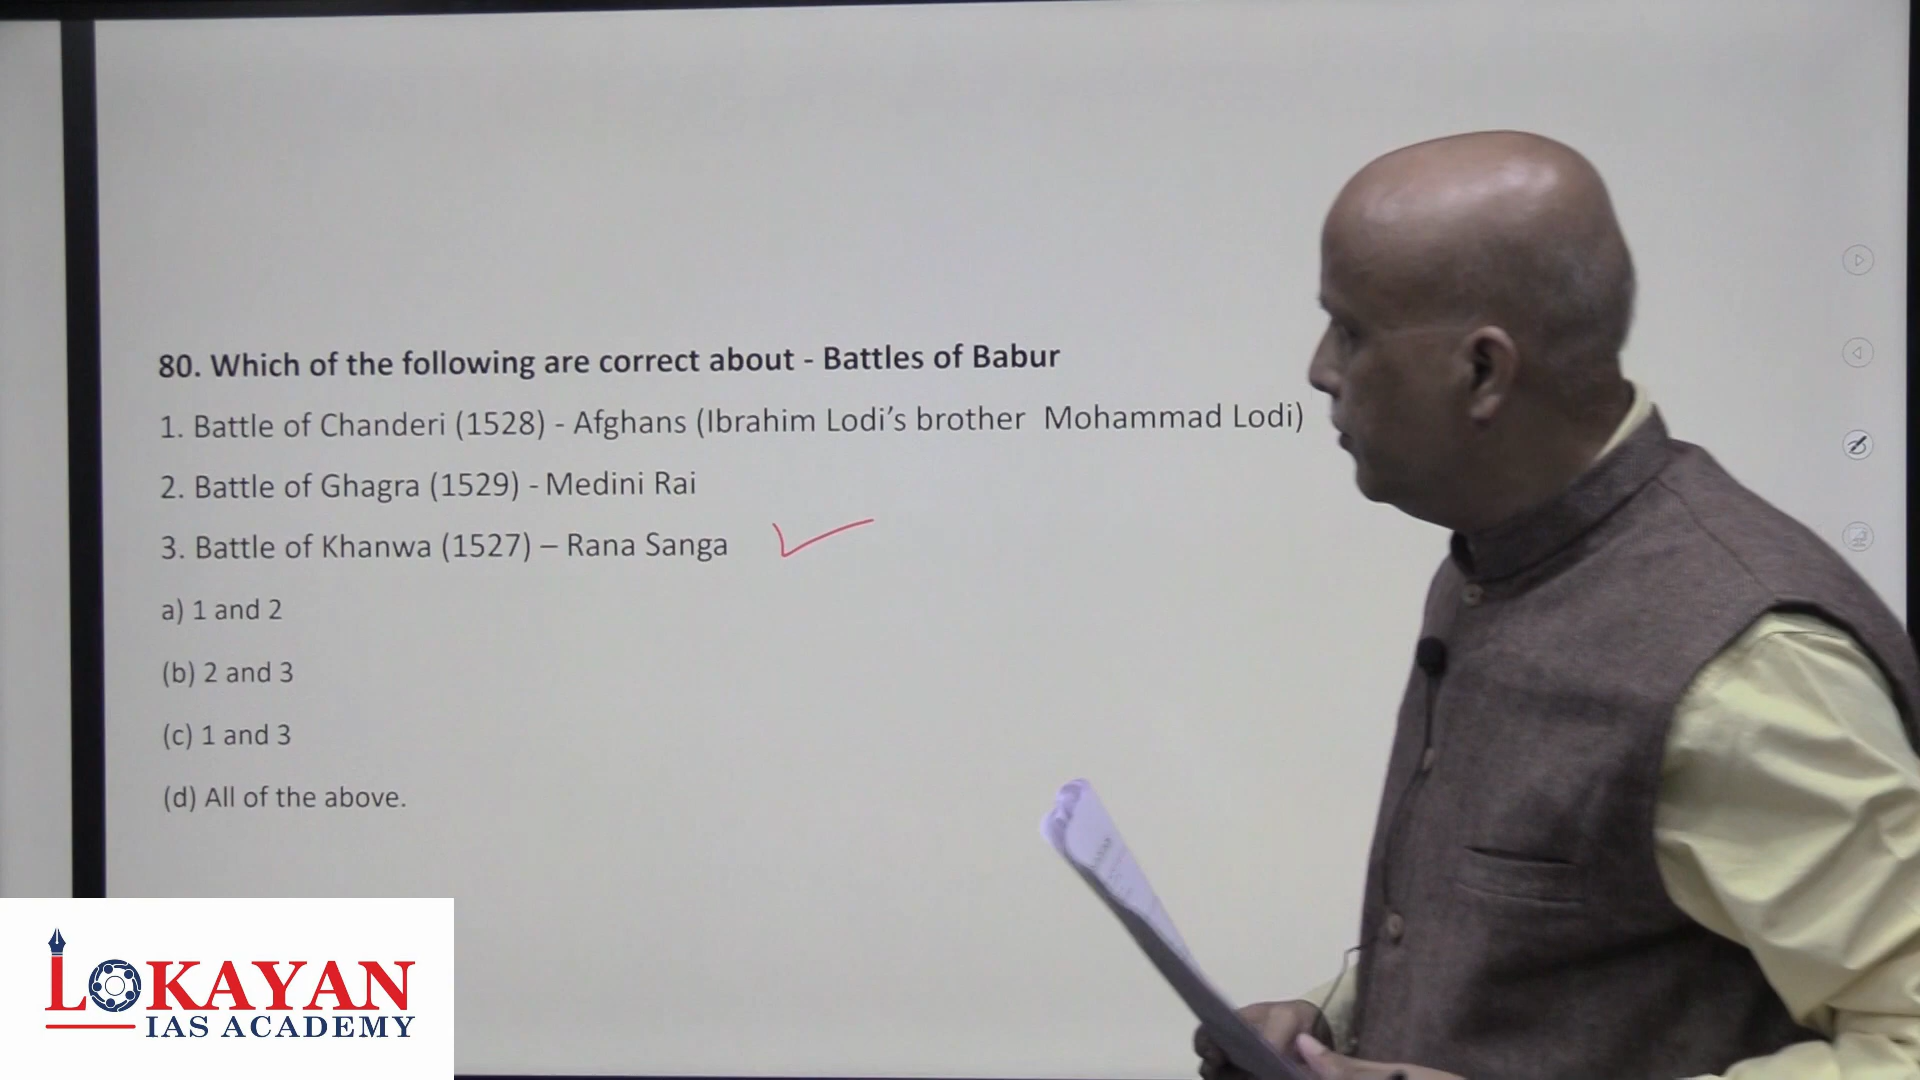 80. Which of the following are correct about - Battles of Babur
1. Battle of Chanderi (1528) - Afghans (Ibrahim Lodi’s brother Mohammad Lodi)
2. Battle of Ghagra (1529) - Medini Rai
3. Battle of Khanwa (1527) – Rana Sanga
a) 1 and 2
(b) 2 and 3
(c) 1 and 3
(d) All of the above.
LOKAYAN
IAS ACADEMY